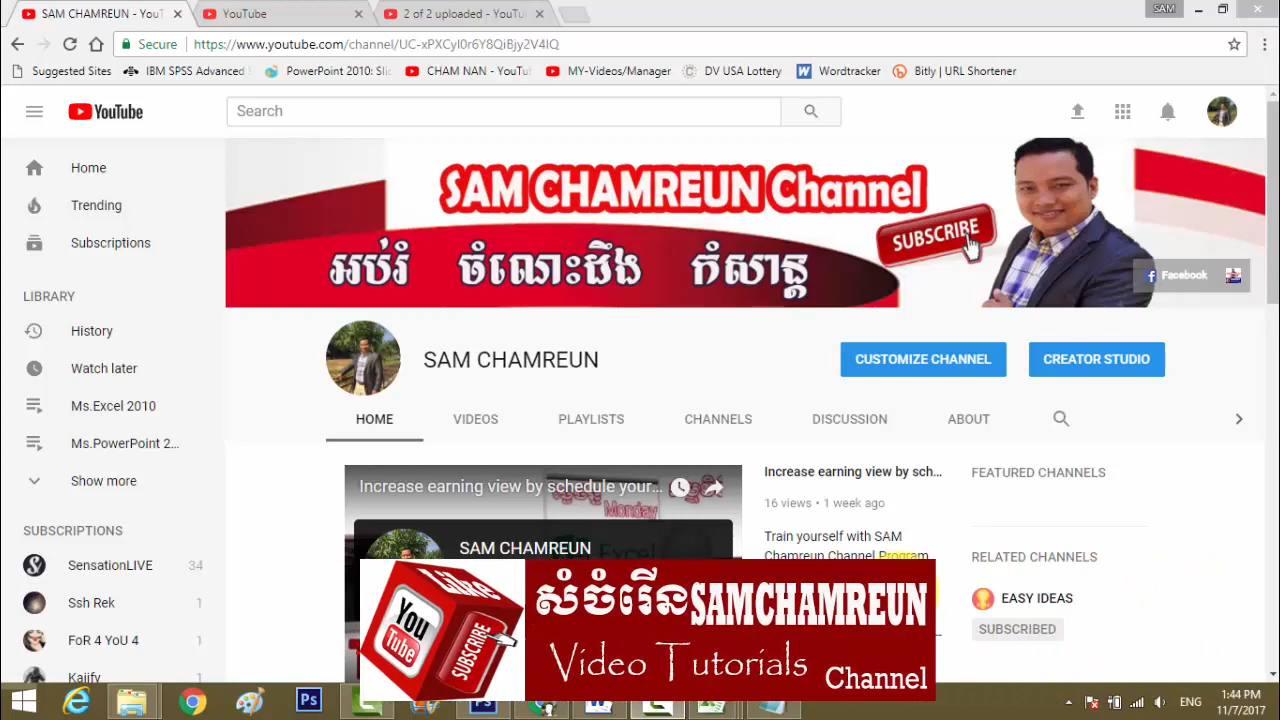 SAM CHAMREUN - YouT
YouTube
2 of 2 uploaded - YouTu
SAM
Secure
https://www.youtube.com/channel/UC-xPXCyI0r6Y8QiBjy2V4IQ
Suggested Sites
IBM SPSS Advanced
PowerPoint 2010: Slid
CHAM NAN - YouTu
MY-Videos/Manager
DV USA Lottery
Wordtracker
Bitly | URL Shortener
YouTube
Search
Home
Trending
Subscriptions
LIBRARY
History
Watch later
Ms.Excel 2010
Ms.PowerPoint 2...
Show more
SUBSCRIPTIONS
SensationLIVE 34
Ssh Rek 1
FoR 4 YoU 4 1
Kajify
SAM CHAMREUN Channel
SUBSCRIBE
អប់រំ ចំណេះដឹង កំសាន្ត
Facebook
SAM CHAMREUN
CUSTOMIZE CHANNEL
CREATOR STUDIO
HOME
VIDEOS
PLAYLISTS
CHANNELS
DISCUSSION
ABOUT
Increase earning view by schedule your...
Monday
Excel
SAM CHAMREUN
Increase earning view by sch...
16 views • 1 week ago
Train yourself with SAM
Chamreun Channel Program
FEATURED CHANNELS
RELATED CHANNELS
EASY IDEAS
SUBSCRIBED
Like
You
Tube
SUBSCRIBE
សំចំរើនSAMCHAMREUN
Video Tutorials
Channel
Ps
ENG
1:44 PM
11/7/2017